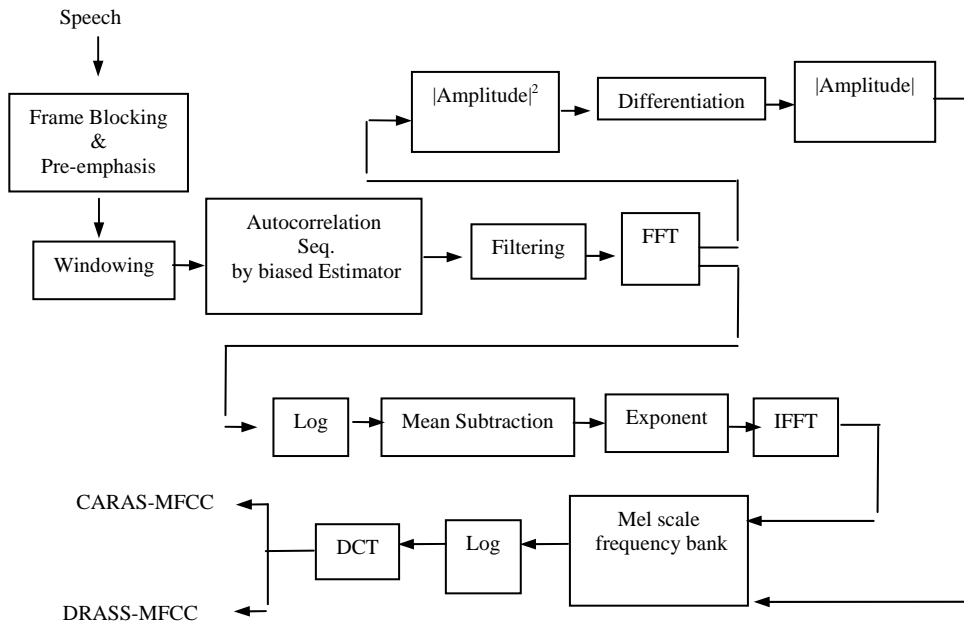 Speech
Frame Blocking
&
Pre-emphasis
|Amplitude|²
Differentiation
|Amplitude|
Windowing
Autocorrelation
Seq.
by biased Estimator
Filtering
FFT
Log
Mean Subtraction
Exponent
IFFT
CARAS-MFCC
DRASS-MFCC
DCT
Log
Mel scale
frequency bank